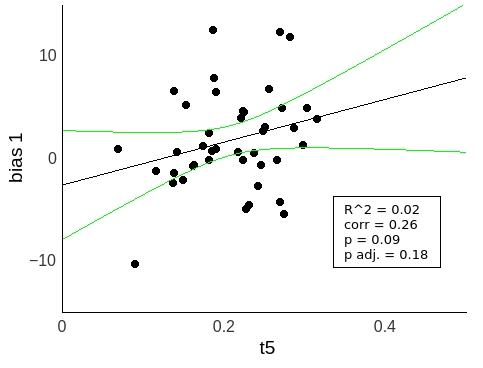 10
0
−10
bias 1
R^2 = 0.02
corr = 0.26
p = 0.09
p adj. = 0.18
0
0.2
0.4
t5